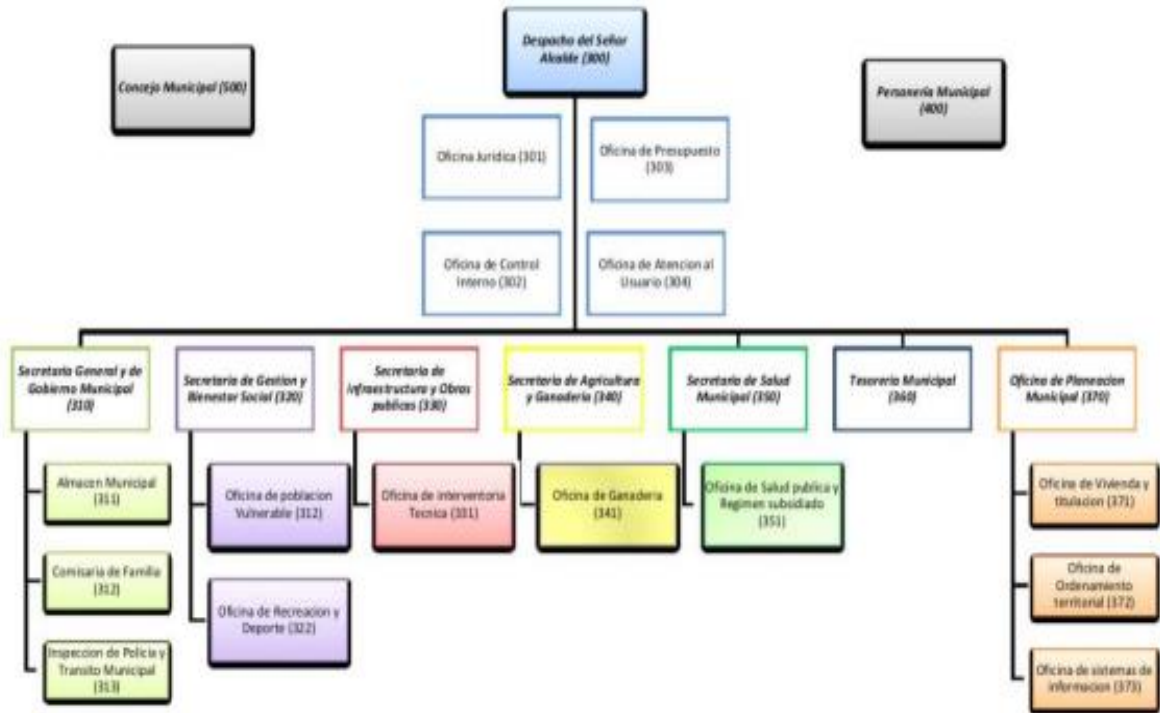 Despacho del Señor
Alcalde (300)
Concejo Municipal (500)
Personería Municipal
(400)
Oficina Juridica (301)
Oficina de Presupuesto
(303)
Oficina de Control
Interno (302)
Oficina de Atencion al
Usuario (304)
Secretaria General y de
Gobierno Municipal
(310)
Secretaria de Gestion y
Bienestar Social (320)
Secretaria de
Infraestructura y Obras
publicas (330)
Secretaria de Agricultura
y Ganaderia (340)
Secretaria de Salud
Municipal (350)
Tesoreria Municipal
(360)
Oficina de Planeacion
Municipal (370)
Almacen Municipal
(311)
Oficina de poblacion
Vulnerable (312)
Oficina de interventoria
Tecnica (331)
Oficina de Ganaderia
(341)
Oficina de Salud publica y
Regimen subsidiado
(351)
Oficina de Vivienda y
titulacion (371)
Comisaria de Familia
(312)
Oficina de Recreacion y
Deporte (322)
Oficina de
Ordenamiento
territorial (372)
Inspeccion de Policia y
Transito Municipal
(313)
Oficina de sistemas de
informacion (373)